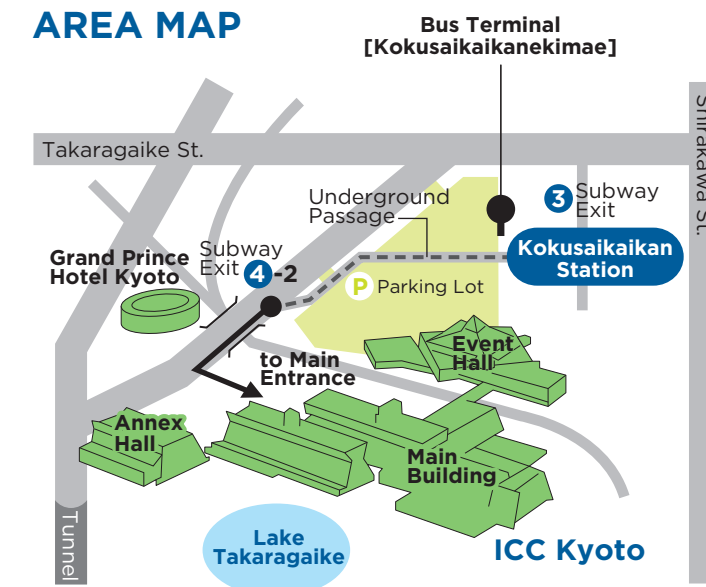 AREA MAP
Bus Terminal
[Kokusaikaikanekimae]
Takaragaike St.
Shirakawa St.
Underground
Passage
3 Subway
Exit
Grand Prince
Hotel Kyoto
Subway
Exit 4-2
Kokusaikaikan
Station
P Parking Lot
Event
Hall
to Main
Entrance
Annex
Hall
Main
Building
Tunnel
Lake
Takaragaike
ICC Kyoto